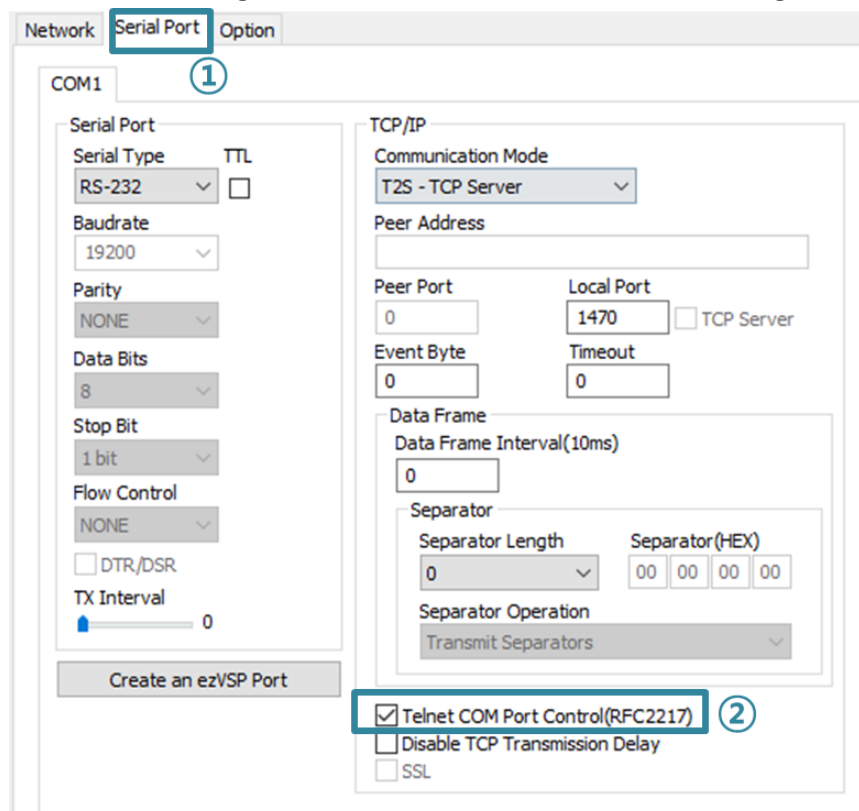 Network Serial Port Option
①
COM1
Serial Port
Serial Type TTL
RS-232
Baudrate
19200
Parity
NONE
Data Bits
8
Stop Bit
1 bit
Flow Control
NONE
DTR/DSR
TX Interval
0
Create an ezVSP Port
TCP/IP
Communication Mode
T2S - TCP Server
Peer Address
Peer Port Local Port
0 1470 TCP Server
Event Byte Timeout
0 0
Data Frame
Data Frame Interval(10ms)
0
Separator
Separator Length Separator(HEX)
0 00 00 00 00
Separator Operation
Transmit Separators
Telnet COM Port Control(RFC2217) ②
Disable TCP Transmission Delay
SSL